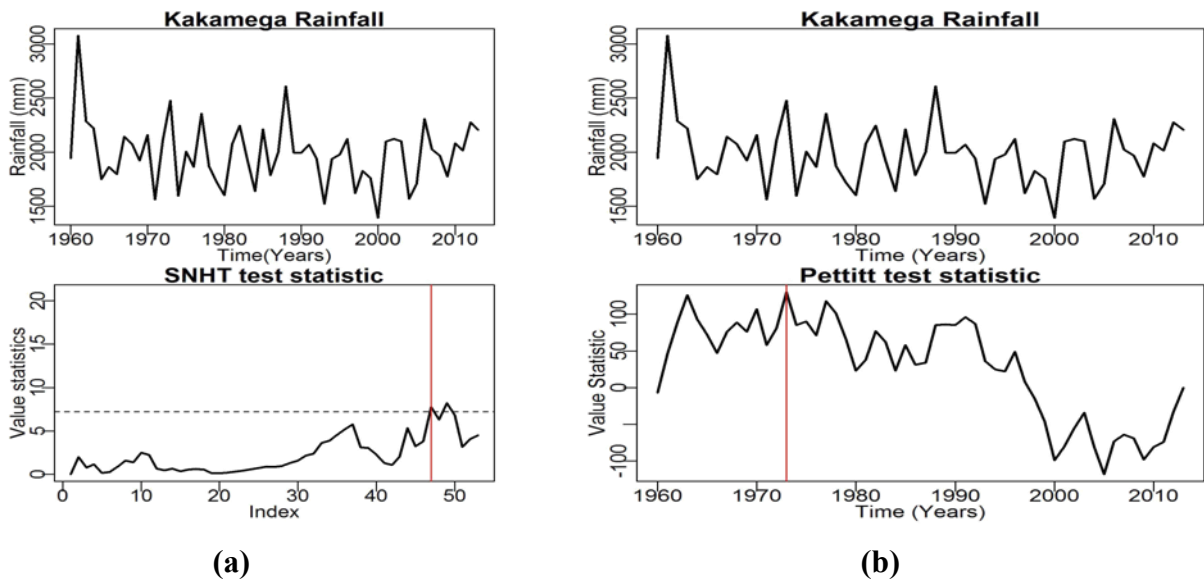 Kakamega Rainfall
Rainfall (mm)
3000
2500
2000
1500
1960 1970 1980 1990 2000 2010
Time(Years)
SNHT test statistic
Value statistics
20
15
10
5
0
0 10 20 30 40 50
Index
(a)
Kakamega Rainfall
Rainfall (mm)
3000
2500
2000
1500
1960 1970 1980 1990 2000 2010
Time (Years)
Pettitt test statistic
Value Statistic
100
50
0
-100
1960 1970 1980 1990 2000 2010
Time (Years)
(b)